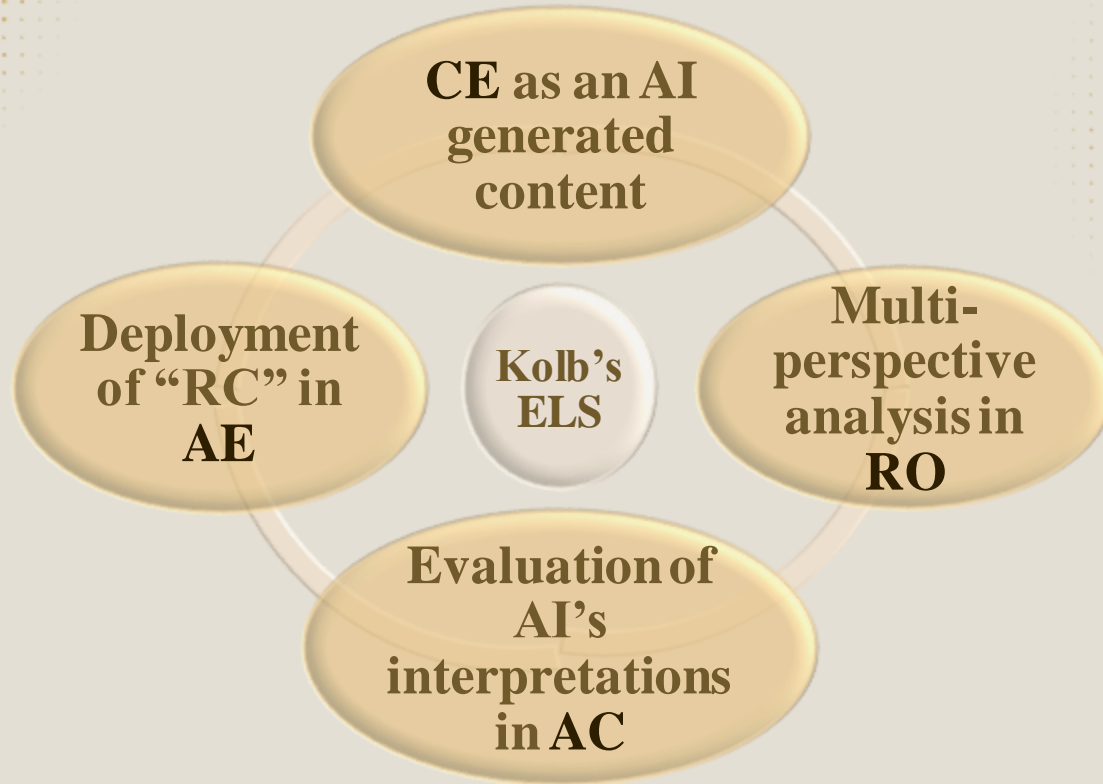 CE as an AI
generated
content
Deployment
of “RC” in
AE
Kolb’s
ELS
Multi-
perspective
analysis in
RO
Evaluation of
AI’s
interpretations
in AC